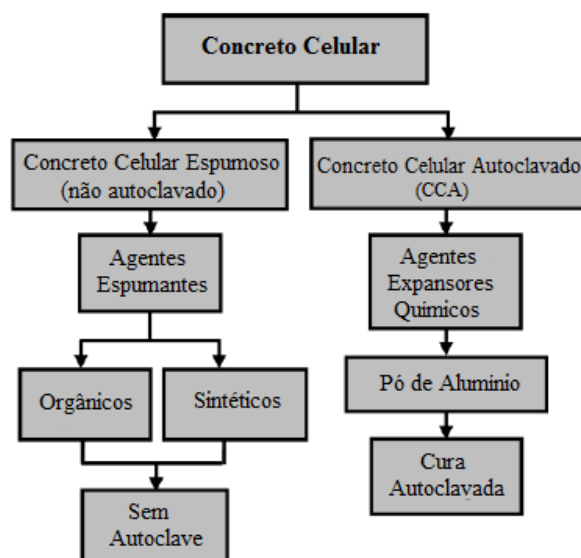 Concreto Celular
Concreto Celular Espumoso
(não autoclavado)
Concreto Celular Autoclavado
(CCA)
Agentes
Espumantes
Agentes
Expansores
Químicos
Orgânicos
Sintéticos
Pó de Alumínio
Sem
Autoclave
Cura
Autoclavada